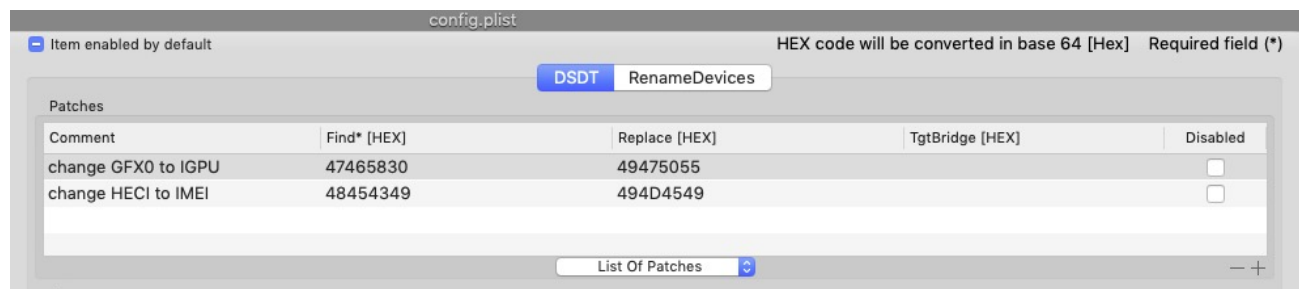 config.plist
Item enabled by default HEX code will be converted in base 64 [Hex] Required field (*)
DSDT RenameDevices
Patches
Comment Find* [HEX] Replace [HEX] TgtBridge [HEX] Disabled
change GFX0 to IGPU 47465830 49475055
change HECI to IMEI 48454349 494D4549
List Of Patches